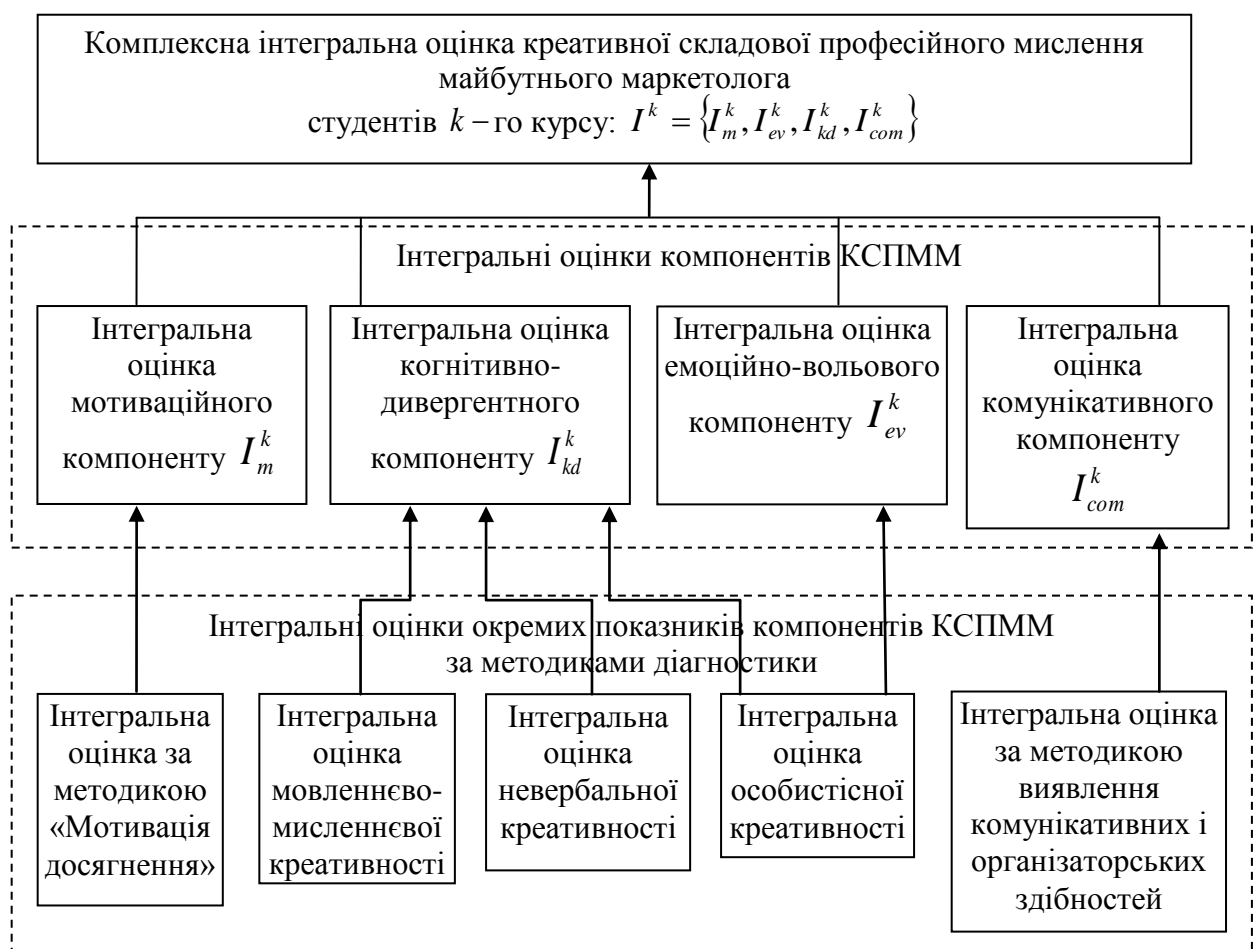 Комплексна інтегральна оцінка креативної складової професійного мислення
майбутнього маркетолога
студентів k – го курсу: I^k = {I_m^k, I_ev^k, I_kd^k, I_com^k}
Інтегральні оцінки компонентів КСПММ
Інтегральна
оцінка
мотиваційного
компоненту I_m^k
Інтегральна оцінка
когнітивно-
дивергентного
компоненту I_kd^k
Інтегральна оцінка
емоційно-вольового
компоненту I_ev^k
Інтегральна
оцінка
комунікативного
компоненту
I_com^k
Інтегральні оцінки окремих показників компонентів КСПММ
за методиками діагностики
Інтегральна
оцінка за
методикою
«Мотивація
досягнення»
Інтегральна
оцінка
мовленнєво-
мисленнєвої
креативності
Інтегральна
оцінка
невербальної
креативності
Інтегральна
оцінка
особистісної
креативності
Інтегральна оцінка
за методикою
виявлення
комунікативних і
організаторських
здібностей